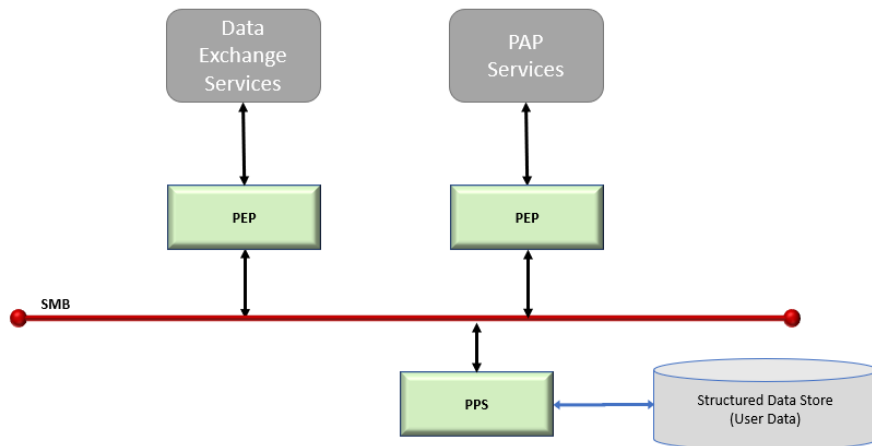 Data
Exchange
Services
PAP
Services
PEP
PEP
SMB
PPS
Structured Data Store
(User Data)